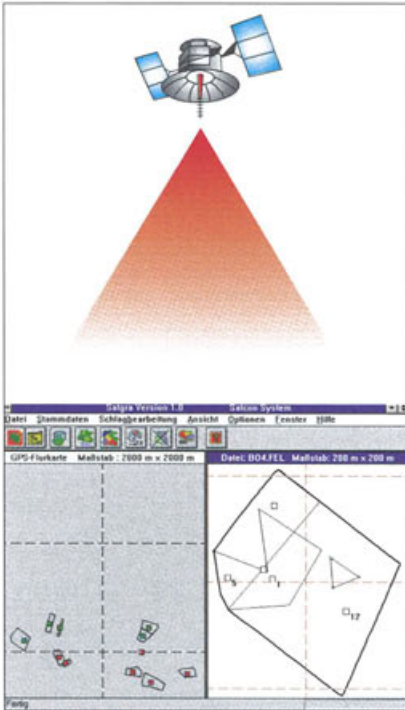 Salgra Version 1.0 Salcon System
Datei Stammdaten Schlagbearbeitung Ansicht Optionen Fenster Hilfe
GPS-Flurkarte Maßstab : 2000 m x 2000 m
Datei: BO4.FEL Maßstab: 200 m x 200 m
1
12
Fertig